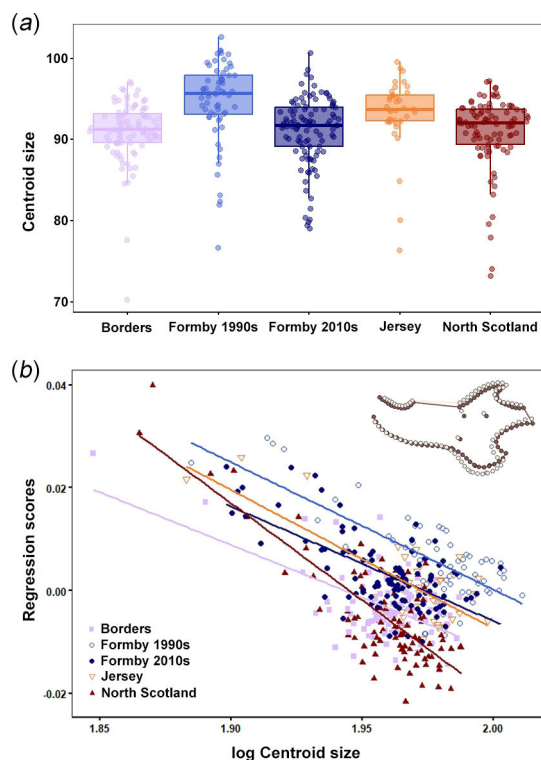 (a)
100
90
80
70
Centroid size
Borders Formby 1990s Formby 2010s Jersey North Scotland
(b)
0.04
0.02
0.00
-0.02
Regression scores
Borders
Formby 1990s
Formby 2010s
Jersey
North Scotland
1.85 1.90 1.95 2.00
log Centroid size